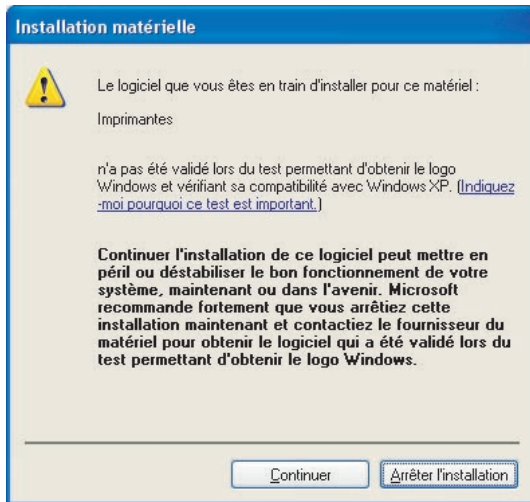 Installation matérielle
Le logiciel que vous êtes en train d'installer pour ce matériel :
Imprimantes
n'a pas été validé lors du test permettant d'obtenir le logo
Windows et vérifiant sa compatibilité avec Windows XP. (Indiquez
-moi pourquoi ce test est important.)
Continuer l'installation de ce logiciel peut mettre en
péril ou déstabiliser le bon fonctionnement de votre
système, maintenant ou dans l'avenir. Microsoft
recommande fortement que vous arrêtiez cette
installation maintenant et contactiez le fournisseur du
matériel pour obtenir le logiciel qui a été validé lors du
test permettant d'obtenir le logo Windows.
Continuer
Arrêter l'installation